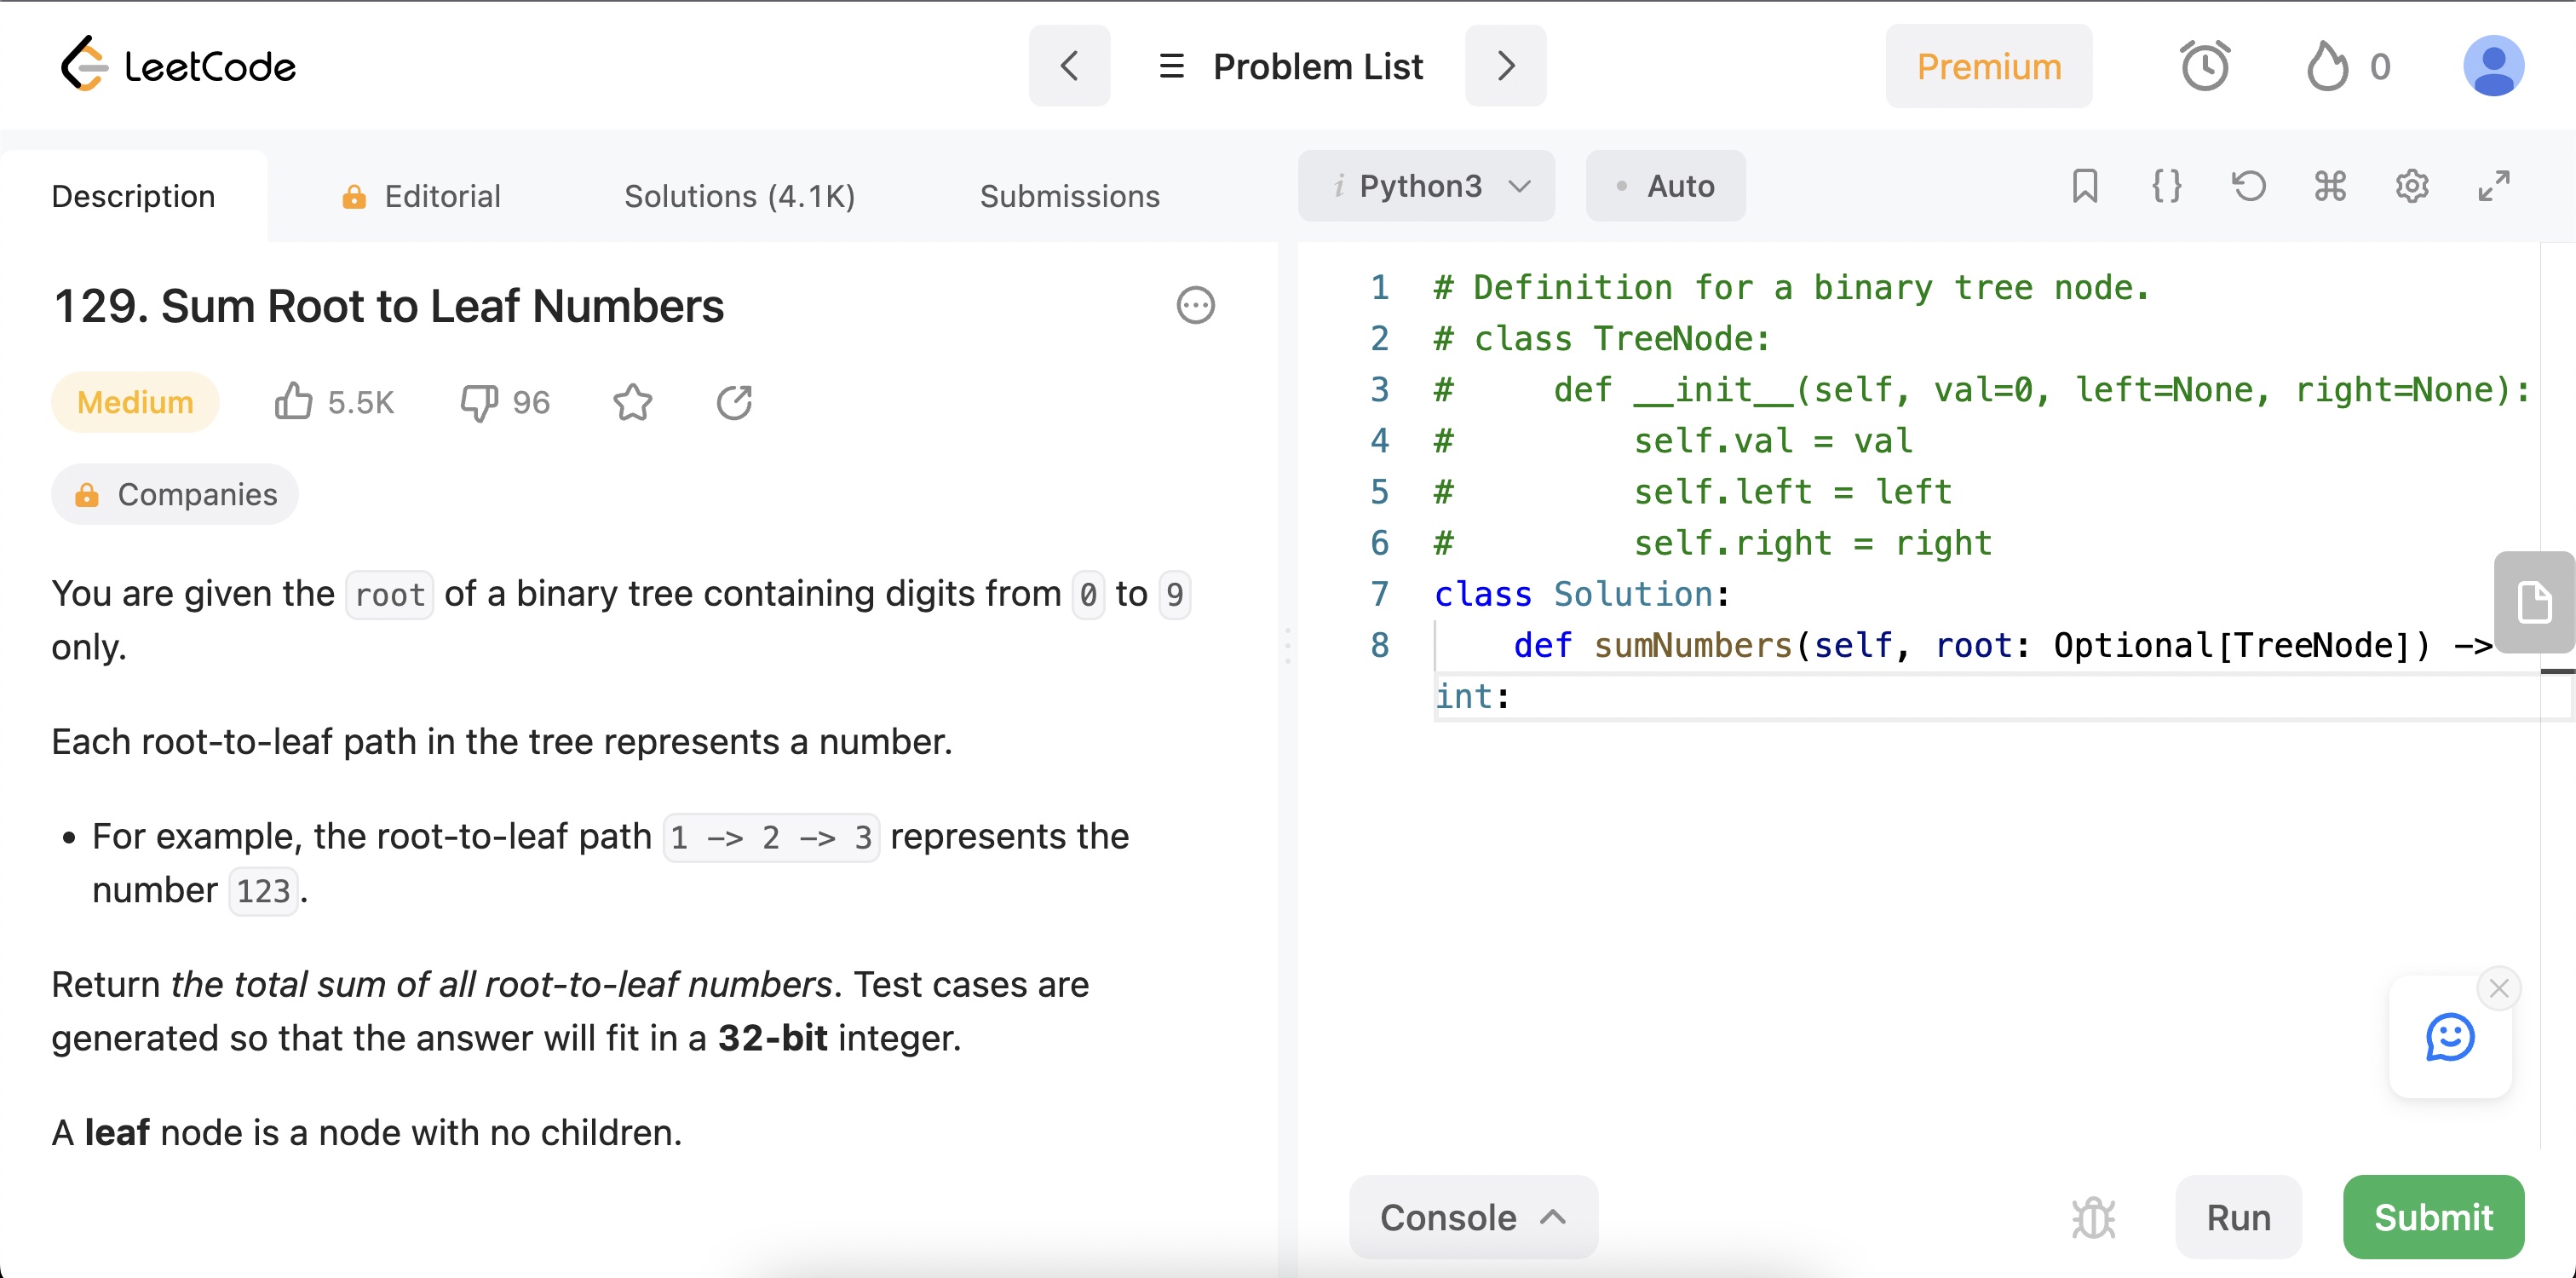 LeetCode
Problem List
Premium
0
Description
Editorial
Solutions (4.1K)
Submissions
i Python3
Auto
129. Sum Root to Leaf Numbers
Medium
5.5K
96
Companies
You are given the root of a binary tree containing digits from 0 to 9
only.
Each root-to-leaf path in the tree represents a number.
• For example, the root-to-leaf path 1 -> 2 -> 3 represents the
number 123.
Return the total sum of all root-to-leaf numbers. Test cases are
generated so that the answer will fit in a 32-bit integer.
A leaf node is a node with no children.
1 # Definition for a binary tree node.
2 # class TreeNode:
3 #     def __init__(self, val=0, left=None, right=None):
4 #         self.val = val
5 #         self.left = left
6 #         self.right = right
7 class Solution:
8     def sumNumbers(self, root: Optional[TreeNode]) ->
int:
Console
Run
Submit